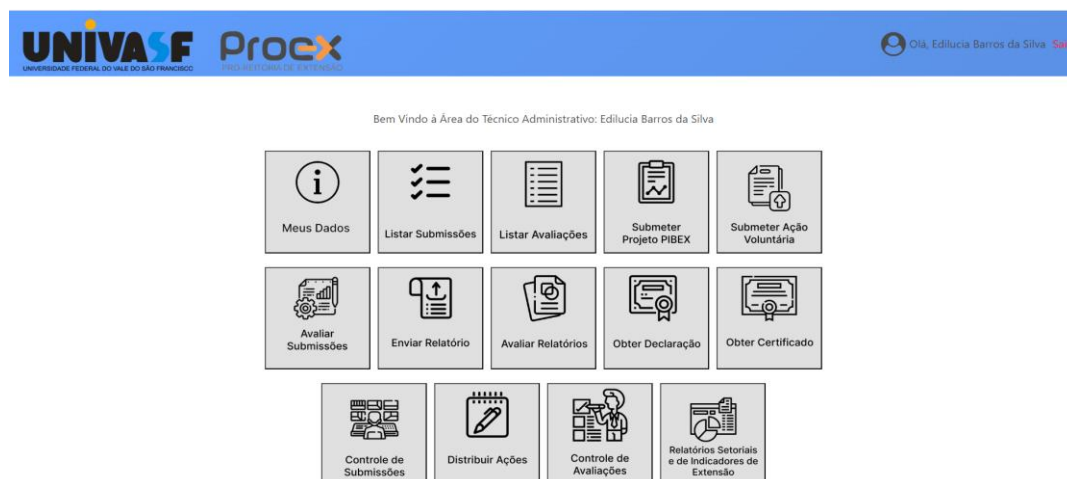 UNIVASF
UNIVERSIDADE FEDERAL DO VALE DO SÃO FRANCISCO
Proex
PRÓ-REITORIA DE EXTENSÃO
Olá, Edilucia Barros da Silva Sai
Bem Vindo à Área do Técnico Administrativo: Edilucia Barros da Silva
Meus Dados
Listar Submissões
Listar Avaliações
Submeter
Projeto PIBEX
Submeter Ação
Voluntária
Avaliar
Submissões
Enviar Relatório
Avaliar Relatórios
Obter Declaração
Obter Certificado
Controle de
Submissões
Distribuir Ações
Controle de
Avaliações
Relatórios Setoriais
e de Indicadores de
Extensão